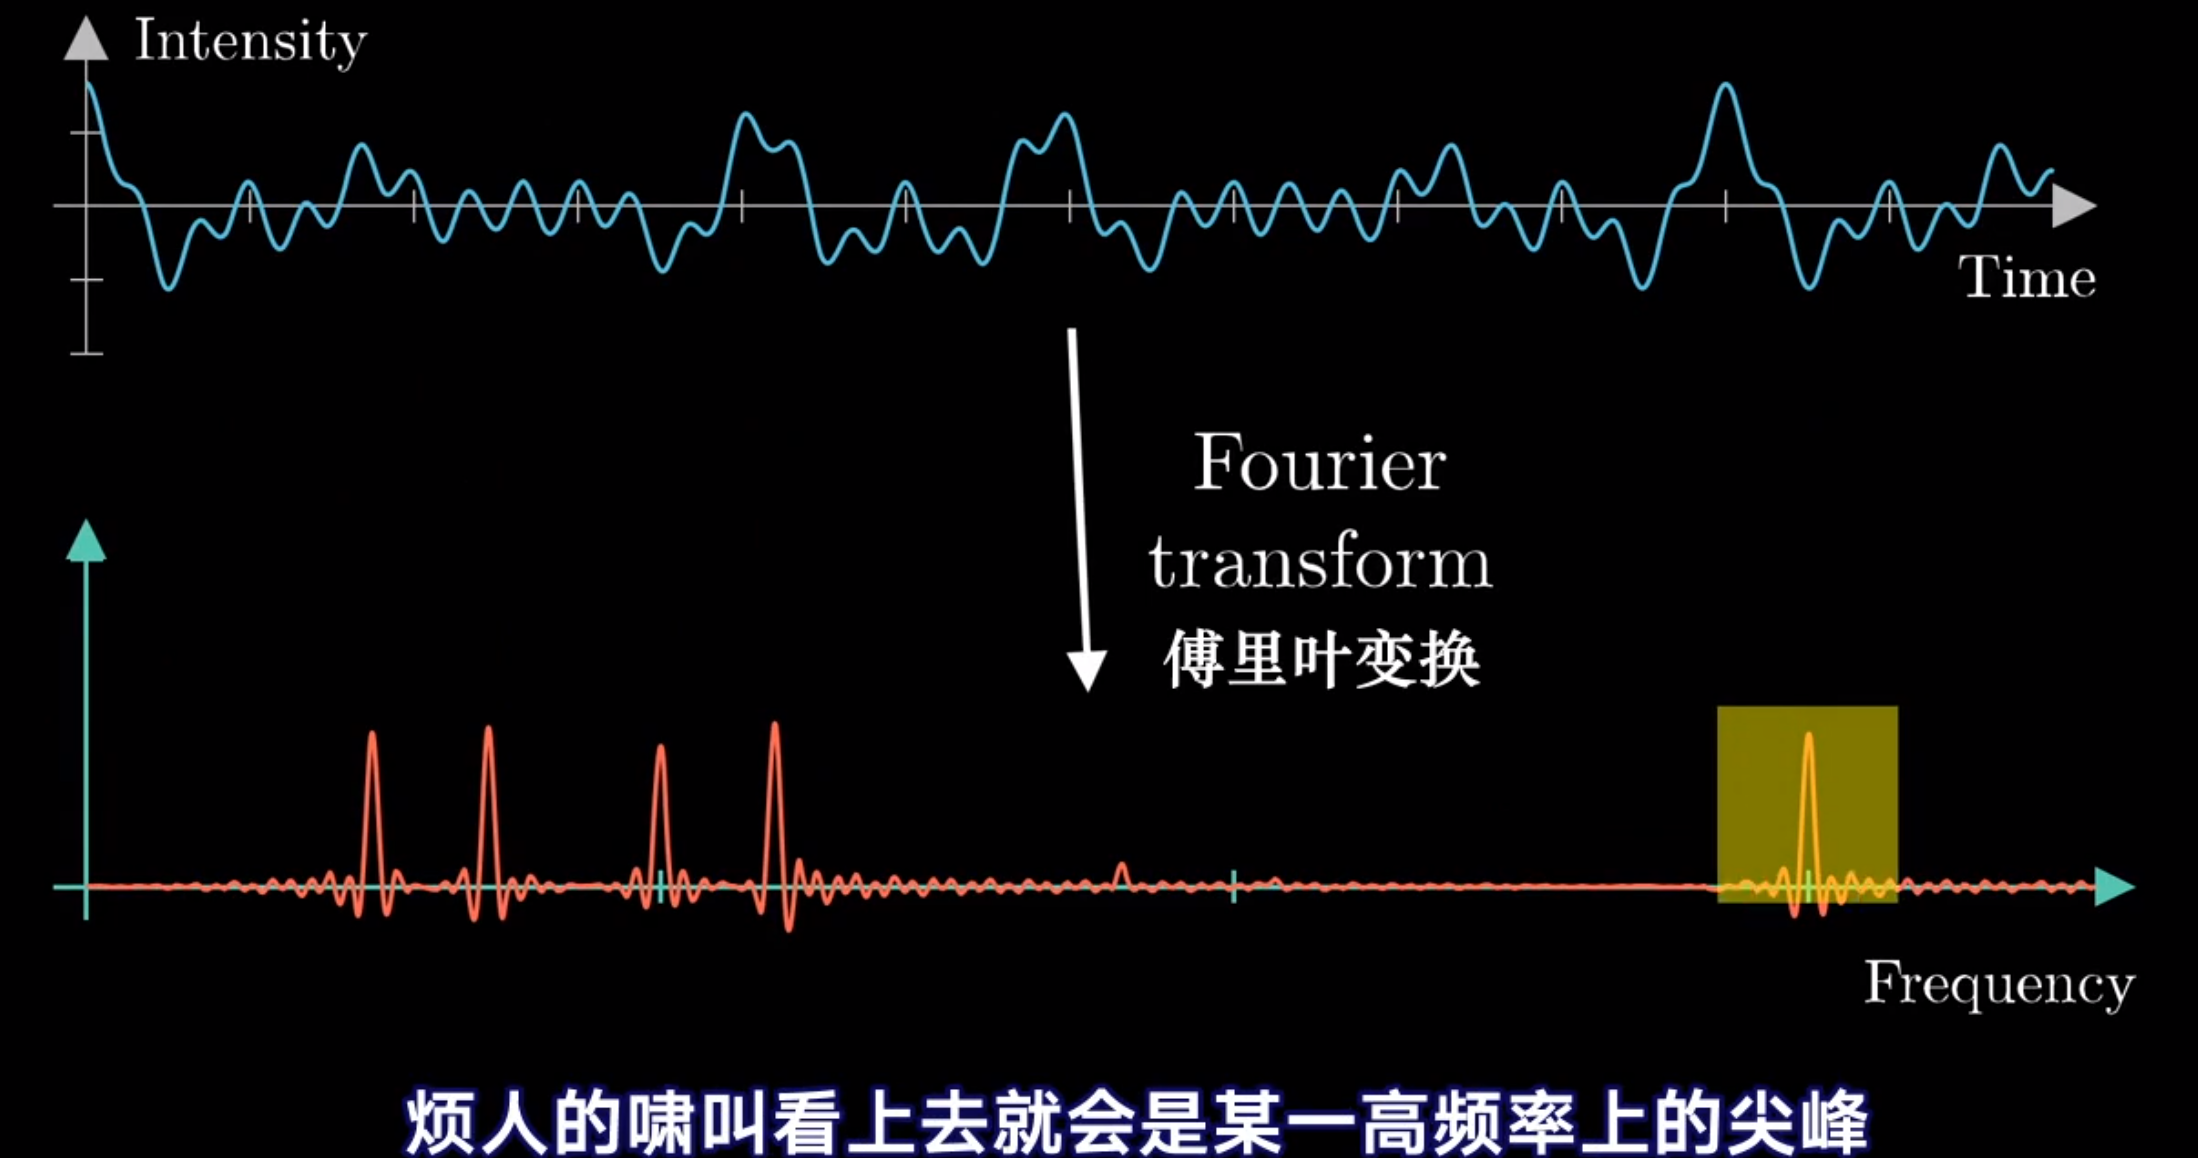 Intensity
Time
Fourier
transform
傅里叶变换
Frequency
烦人的啸叫看上去就会是某一高频率上的尖峰